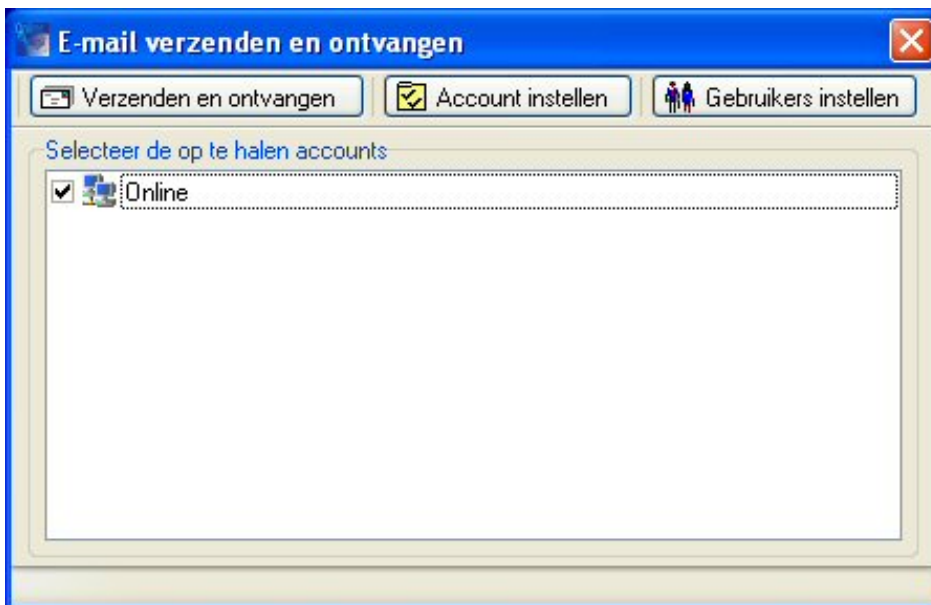 E-mail verzenden en ontvangen
Verzenden en ontvangen Account instellen Gebruikers instellen
Selecteer de op te halen accounts
Online